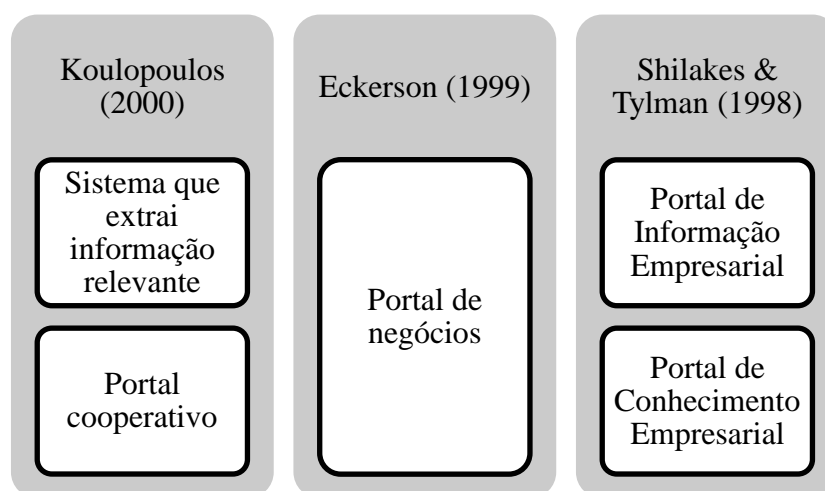 Koulopoulos
(2000)
Sistema que
extrai
informação
relevante
Portal
cooperativo
Eckerson (1999)
Portal de
negócios
Shilakes &
Tylman (1998)
Portal de
Informação
Empresarial
Portal de
Conhecimento
Empresarial